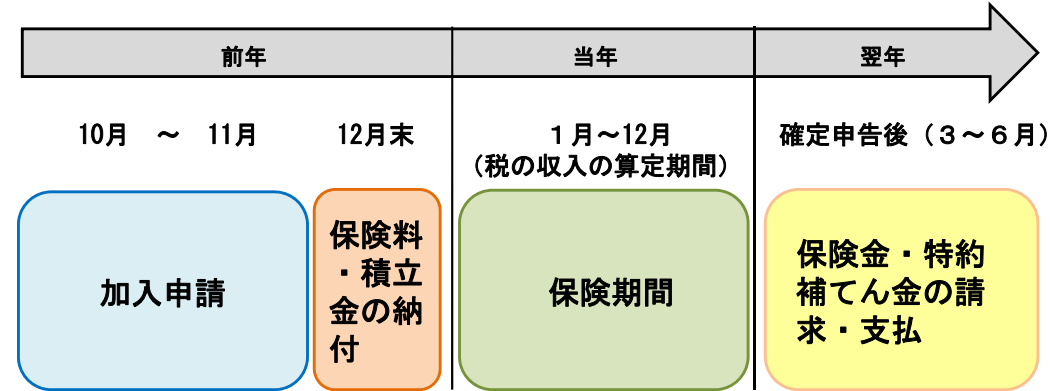 前年　当年　翌年
10月　～　11月　12月末　１月～12月　確定申告後（３～６月）
（税の収入の算定期間）
加入申請
保険料
・積立
金の納
付
保険期間
保険金・特約
補てん金の請
求・支払